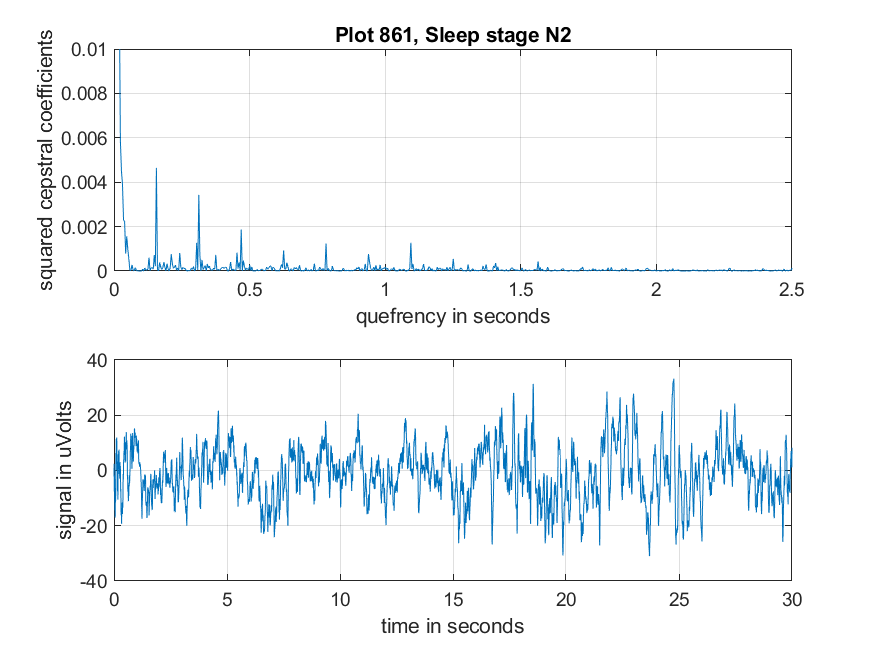 Plot 861, Sleep stage N2
squared cepstral coefficients
0.01
0.008
0.006
0.004
0.002
0
0 0.5 1 1.5 2 2.5
quefrency in seconds
signal in uVolts
40
20
0
-20
-40
0 5 10 15 20 25 30
time in seconds